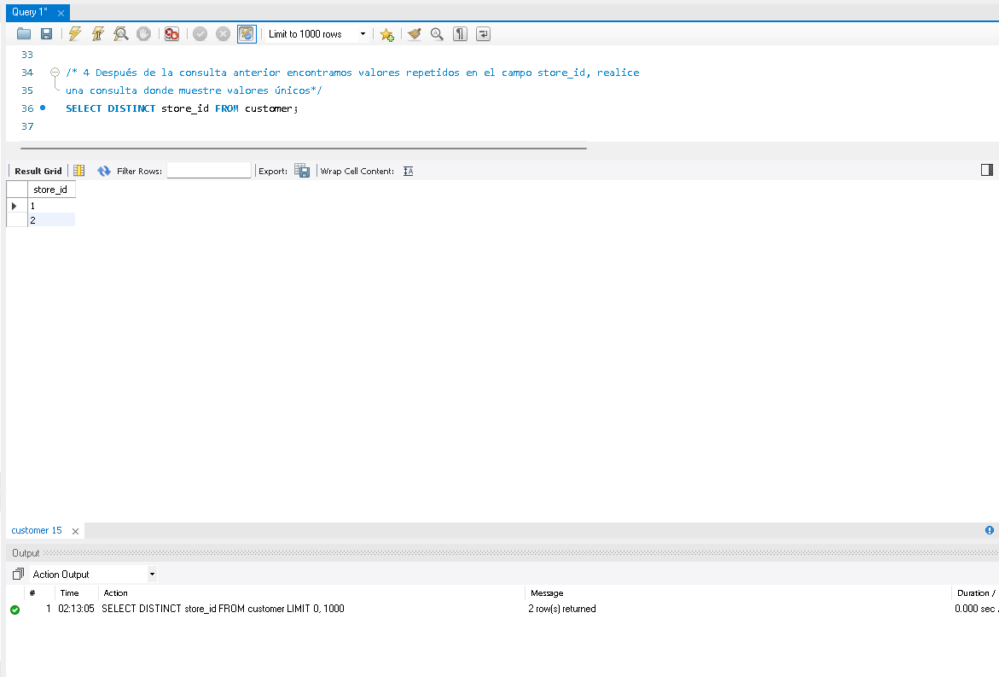 Query 1*
Limit to 1000 rows
33
34 /* 4 Después de la consulta anterior encontramos valores repetidos en el campo store_id, realice
35 una consulta donde muestre valores únicos*/
36 SELECT DISTINCT store_id FROM customer;
37
Result Grid Filter Rows: Export: Wrap Cell Content:
store_id
1
2
customer 15
Output
Action Output
# Time Action Message Duration /
1 02:13:05 SELECT DISTINCT store_id FROM customer LIMIT 0, 1000 2 row(s) returned 0.000 sec